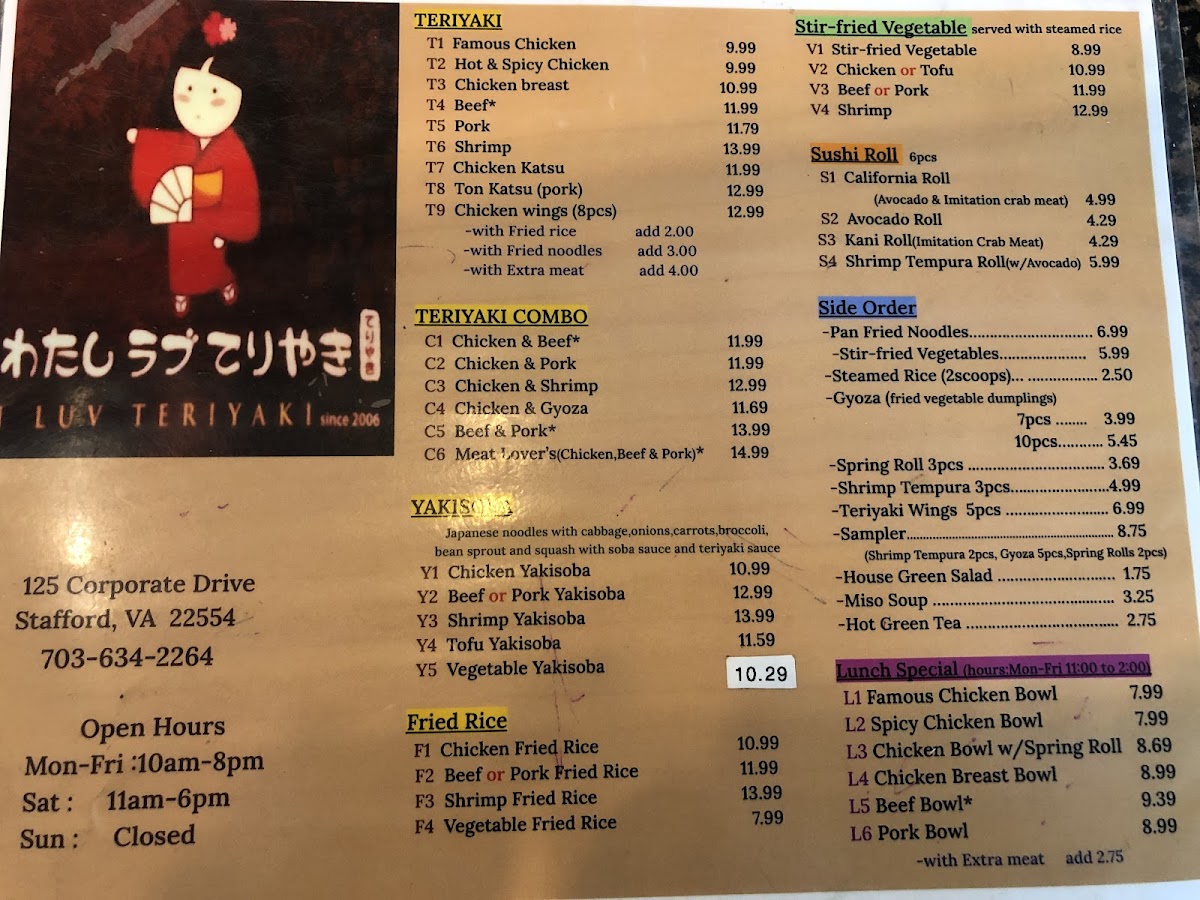 わたし ラブ てりやき
てりやき
LUV TERIYAKI since 2006
125 Corporate Drive
Stafford, VA 22554
703-634-2264
Open Hours
Mon-Fri :10am-8pm
Sat : 11am-6pm
Sun : Closed
TERIYAKI
T1 Famous Chicken 9.99
T2 Hot & Spicy Chicken 9.99
T3 Chicken breast 10.99
T4 Beef* 11.99
T5 Pork 11.79
T6 Shrimp 13.99
T7 Chicken Katsu 11.99
T8 Ton Katsu (pork) 12.99
T9 Chicken wings (8pcs) 12.99
-with Fried rice add 2.00
-with Fried noodles add 3.00
-with Extra meat add 4.00
TERIYAKI COMBO
C1 Chicken & Beef* 11.99
C2 Chicken & Pork 11.99
C3 Chicken & Shrimp 12.99
C4 Chicken & Gyoza 11.69
C5 Beef & Pork* 13.99
C6 Meat Lover's(Chicken,Beef & Pork)* 14.99
YAKISOBA
Japanese noodles with cabbage,onions,carrots,broccoli,
bean sprout and squash with soba sauce and teriyaki sauce
Y1 Chicken Yakisoba 10.99
Y2 Beef or Pork Yakisoba 12.99
Y3 Shrimp Yakisoba 13.99
Y4 Tofu Yakisoba 11.59
Y5 Vegetable Yakisoba 10.29
Fried Rice
F1 Chicken Fried Rice 10.99
F2 Beef or Pork Fried Rice 11.99
F3 Shrimp Fried Rice 13.99
F4 Vegetable Fried Rice 7.99
Stir-fried Vegetable served with steamed rice
V1 Stir-fried Vegetable 8.99
V2 Chicken or Tofu 10.99
V3 Beef or Pork 11.99
V4 Shrimp 12.99
Sushi Roll 6pcs
S1 California Roll
(Avocado & Imitation crab meat) 4.99
S2 Avocado Roll 4.29
S3 Kani Roll(Imitation Crab Meat) 4.29
S4 Shrimp Tempura Roll(w/Avocado) 5.99
Side Order
-Pan Fried Noodles............................ 6.99
-Stir-fried Vegetables.................... 5.99
-Steamed Rice (2scoops)... ................. 2.50
-Gyoza (fried vegetable dumplings)
7pcs ........ 3.99
10pcs........... 5.45
-Spring Roll 3pcs ............................... 3.69
-Shrimp Tempura 3pcs.......................4.99
-Teriyaki Wings 5pcs ........................ 6.99
-Sampler................................................... 8.75
(Shrimp Tempura 2pcs, Gyoza 5pcs,Spring Rolls 2pcs)
-House Green Salad ........................... 1.75
-Miso Soup .......................................... 3.25
-Hot Green Tea ................................... 2.75
Lunch Special (hours:Mon-Fri 11:00 to 2:00)
L1 Famous Chicken Bowl 7.99
L2 Spicy Chicken Bowl 7.99
L3 Chicken Bowl w/Spring Roll 8.69
L4 Chicken Breast Bowl 8.99
L5 Beef Bowl* 9.39
L6 Pork Bowl 8.99
-with Extra meat add 2.75